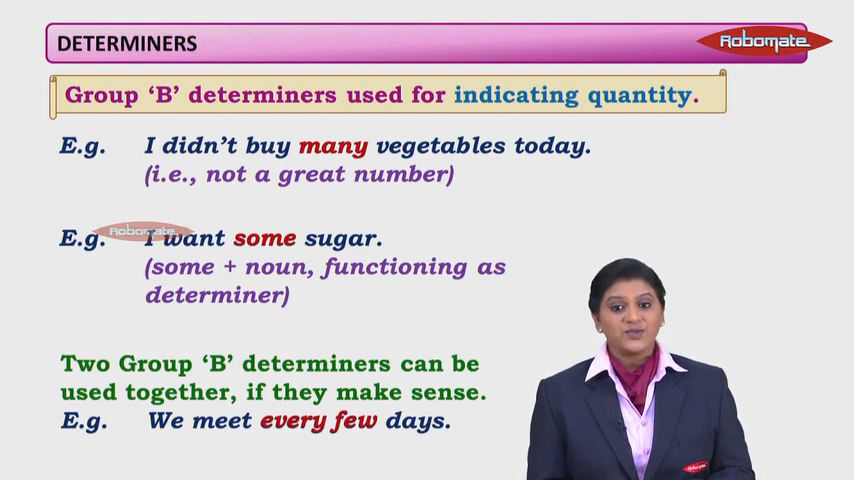 DETERMINERS
Robomate
Group ‘B’ determiners used for indicating quantity.
E.g. I didn’t buy many vegetables today.
(i.e., not a great number)
Robomate
E.g. I want some sugar.
(some + noun, functioning as
determiner)
Two Group ‘B’ determiners can be
used together, if they make sense.
E.g. We meet every few days.